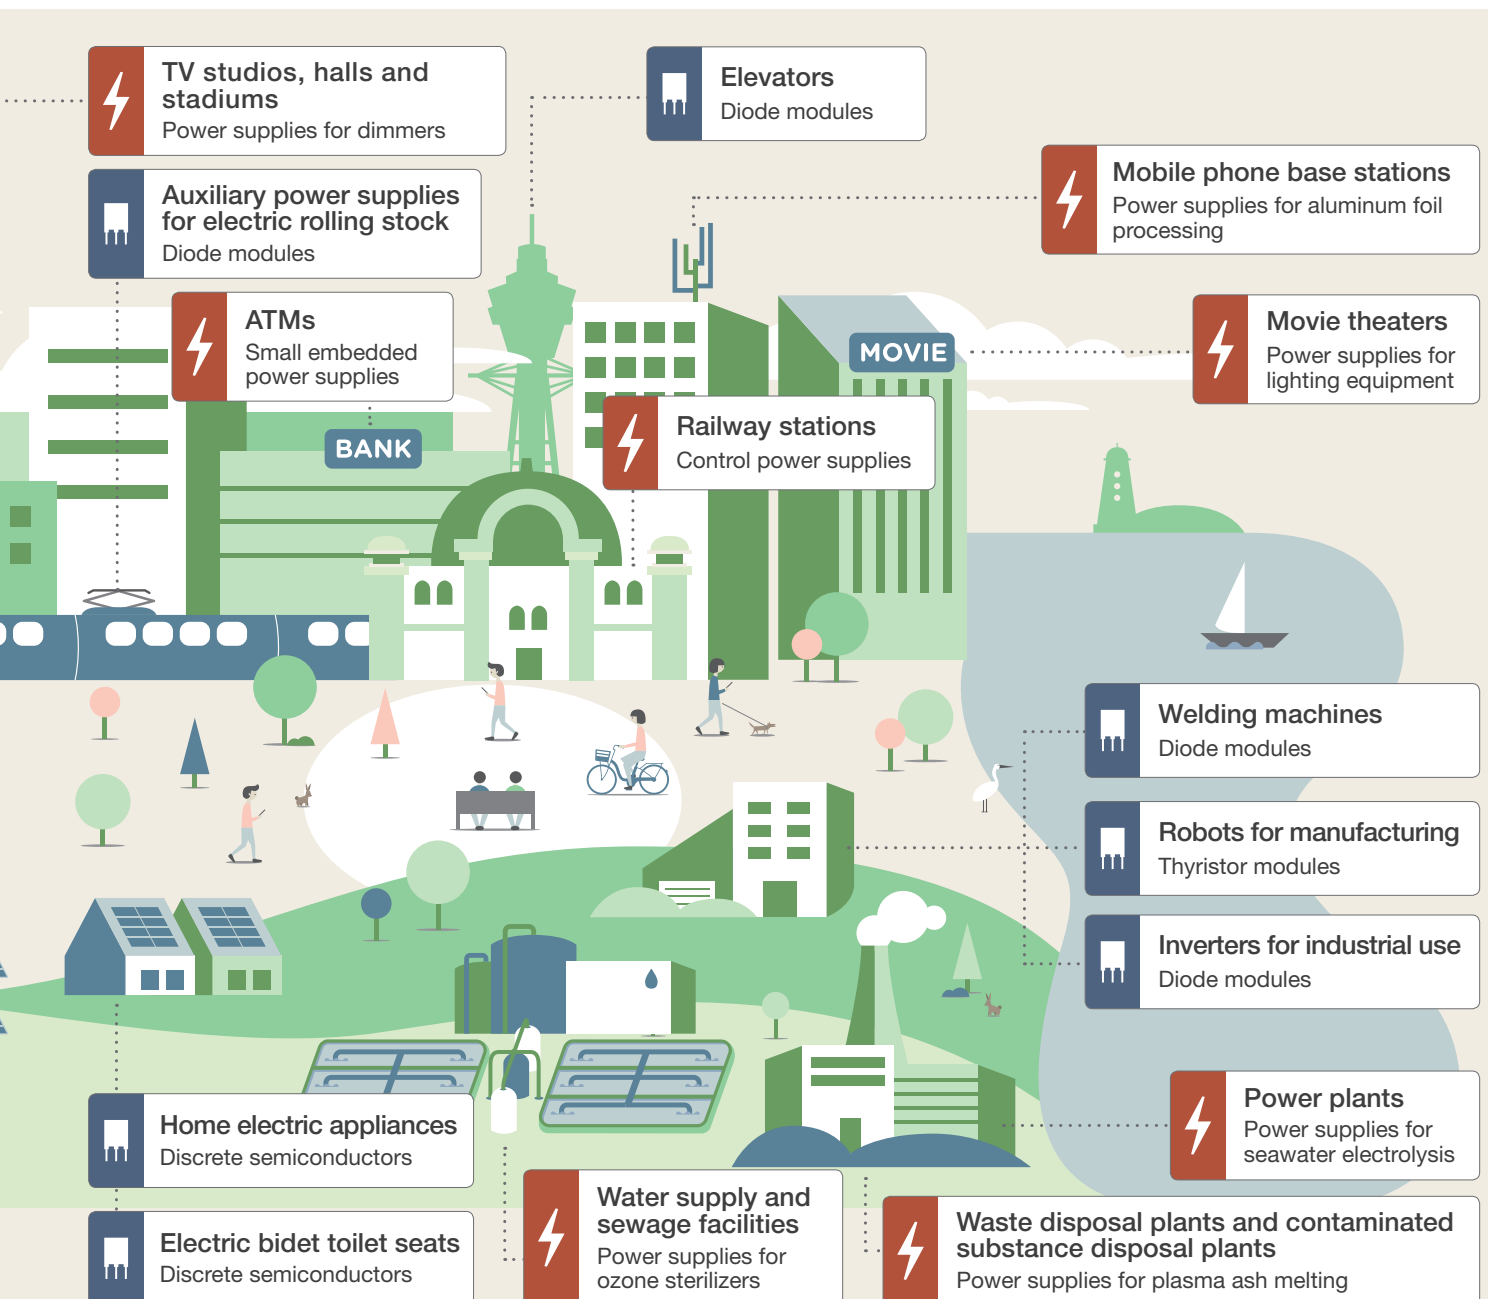 TV studios, halls and
stadiums
Power supplies for dimmers
Elevators
Diode modules
Mobile phone base stations
Power supplies for aluminum foil
processing
Auxiliary power supplies
for electric rolling stock
Diode modules
ATMs
Small embedded
power supplies
Movie theaters
Power supplies for
lighting equipment
MOVIE
Railway stations
Control power supplies
BANK
Welding machines
Diode modules
Robots for manufacturing
Thyristor modules
Inverters for industrial use
Diode modules
Power plants
Power supplies for
seawater electrolysis
Home electric appliances
Discrete semiconductors
Water supply and
sewage facilities
Power supplies for
ozone sterilizers
Waste disposal plants and contaminated
substance disposal plants
Power supplies for plasma ash melting
Electric bidet toilet seats
Discrete semiconductors